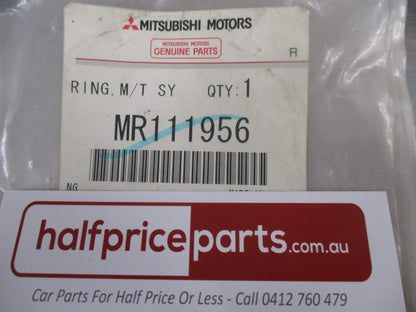 MITSUBISHI MOTORS
MITSUBISHI MOTORS
GENUINE PARTS
R
RING, M/T SY QTY: 1
MR111956
NG
halfpriceparts.com.au
Car Parts For Half Price Or Less - Call 0412 760 479